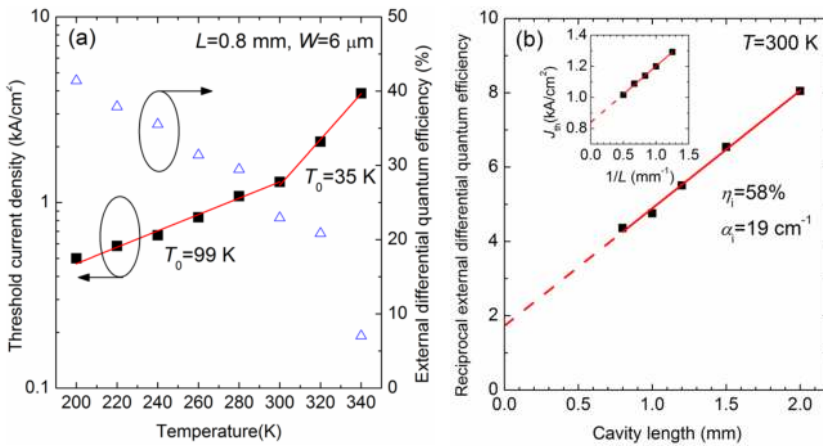 (a)
L=0.8 mm, W=6 μm
T₀=35 K
T₀=99 K
Threshold current density (kA/cm²)
10
1
0.1
External differential quantum efficiency (%)
50
40
30
20
10
0
200 220 240 260 280 300 320 340
Temperature(K)
(b)
T=300 K
Reciprocal external differential quantum efficiency
10
8
6
4
2
0
Jth(kA/cm²)
1.4
1.2
1.0
0.8
0.0 0.5 1.0 1.5
1/L (mm⁻¹)
ηi=58%
αi=19 cm⁻¹
0.0 0.5 1.0 1.5 2.0
Cavity length (mm)